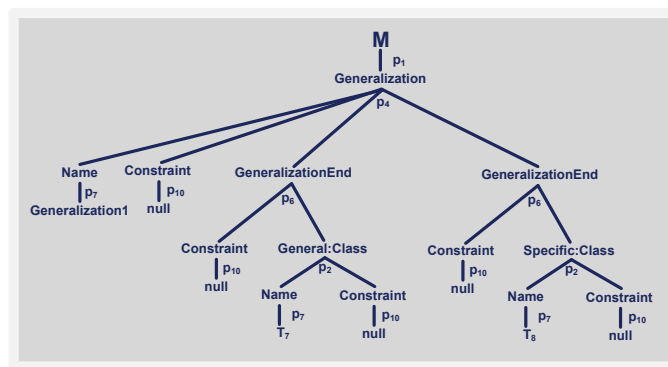 M
p₁
Generalization
p₄
Name Constraint GeneralizationEnd GeneralizationEnd
p₇ p₁₀ p₆ p₆
Generalization1 null
Constraint General:Class Constraint Specific:Class
p₁₀ p₂ p₁₀ p₂
null null
Name Constraint Name Constraint
p₇ p₁₀ p₇ p₁₀
T₇ null T₈ null